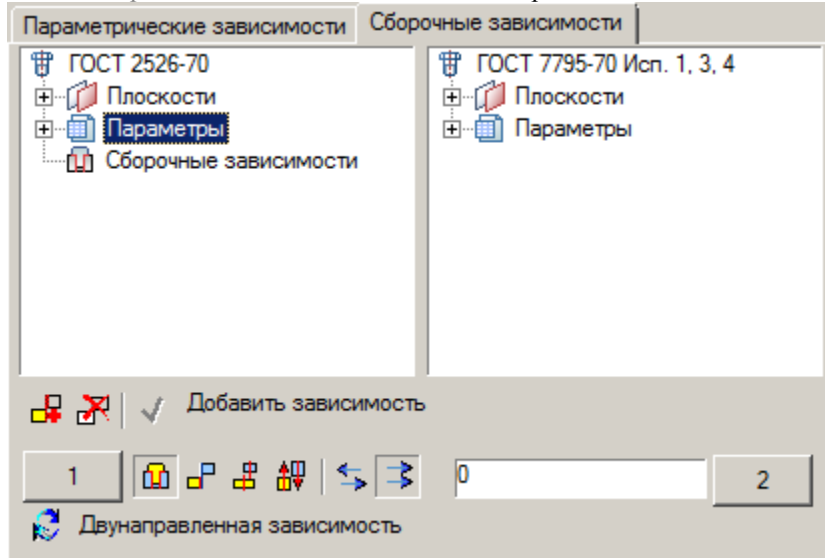 Параметрические зависимости
Сборочные зависимости
ГОСТ 2526-70
Плоскости
Параметры
Сборочные зависимости
ГОСТ 7795-70 Исп. 1, 3, 4
Плоскости
Параметры
Добавить зависимость
1
0
2
Двунаправленная зависимость